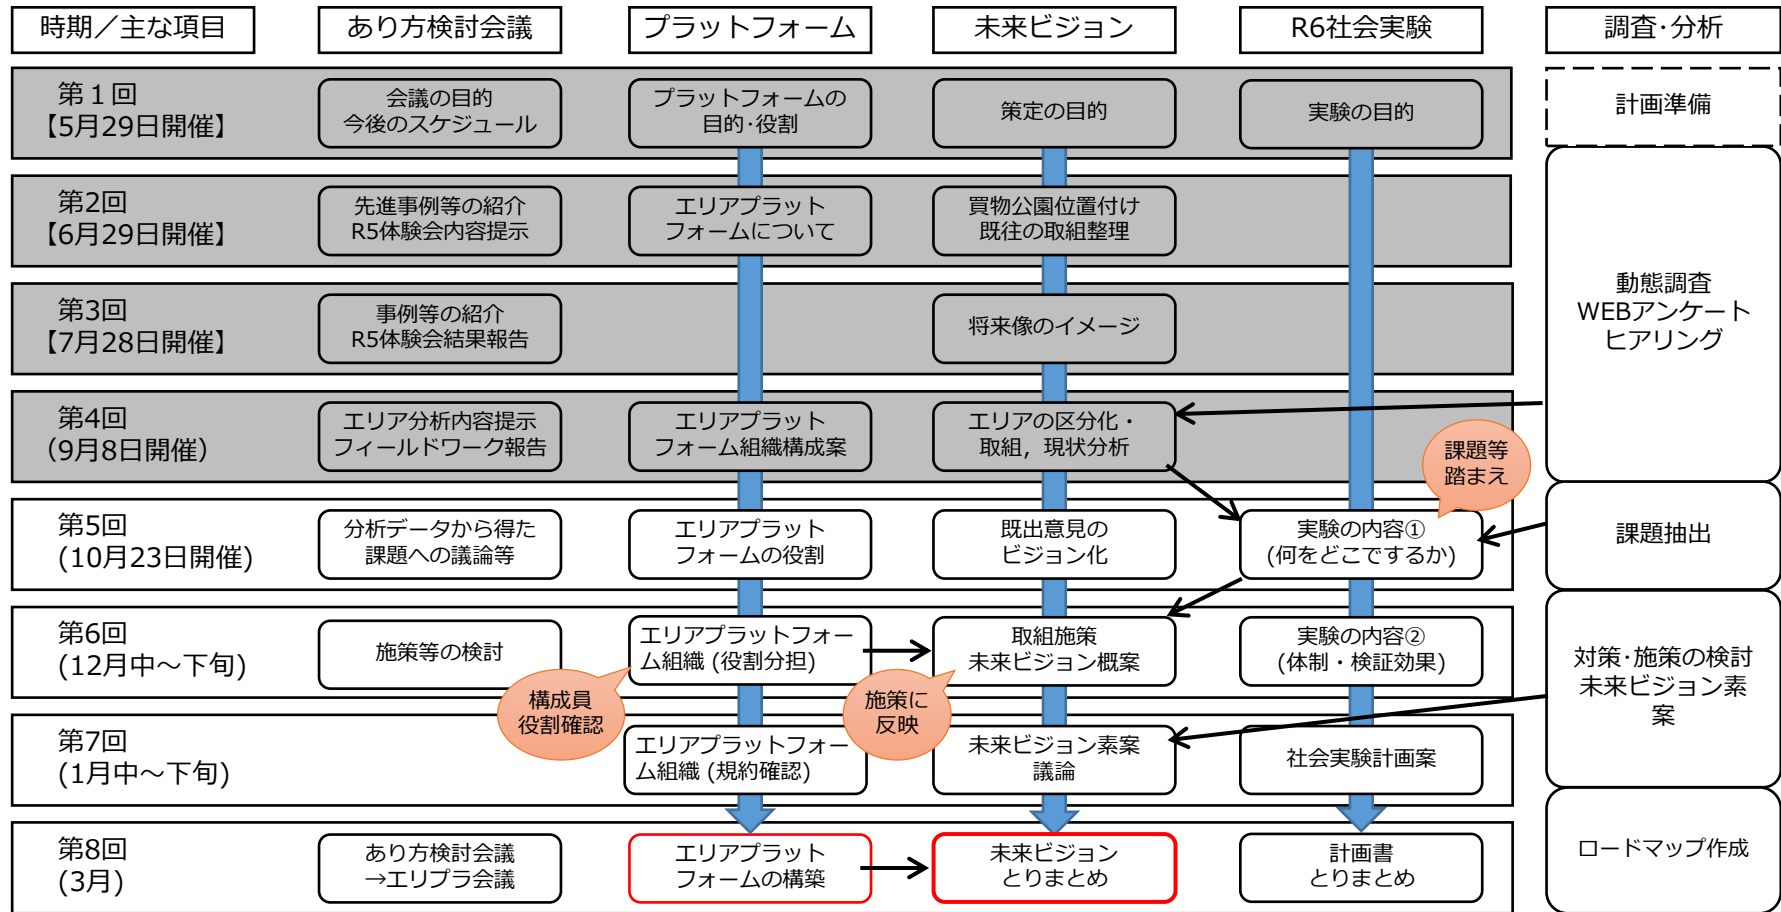 時期／主な項目
あり方検討会議
プラットフォーム
未来ビジョン
R6社会実験
調査･分析
第１回
【5月29日開催】
会議の目的
今後のスケジュール
プラットフォームの
目的･役割
策定の目的
実験の目的
計画準備
第2回
【6月29日開催】
先進事例等の紹介
R5体験会内容提示
エリアプラット
フォームについて
買物公園位置付け
既往の取組整理
動態調査
WEBアンケート
ヒアリング
第3回
【7月28日開催】
事例等の紹介
R5体験会結果報告
将来像のイメージ
第4回
（9月8日開催）
エリア分析内容提示
フィールドワーク報告
エリアプラット
フォーム組織構成案
エリアの区分化・
取組，現状分析
課題等
踏まえ
第5回
(10月23日開催)
分析データから得た
課題への議論等
エリアプラット
フォームの役割
既出意見の
ビジョン化
実験の内容①
(何をどこでするか)
課題抽出
第6回
(12月中～下旬)
施策等の検討
エリアプラットフォー
ム組織 (役割分担)
取組施策
未来ビジョン概案
実験の内容②
(体制・検証効果)
対策･施策の検討
未来ビジョン素
案
構成員
役割確認
施策に
反映
第7回
(1月中～下旬)
エリアプラットフォー
ム組織 (規約確認)
未来ビジョン素案
議論
社会実験計画案
第8回
(3月)
あり方検討会議
→エリプラ会議
エリアプラット
フォームの構築
未来ビジョン
とりまとめ
計画書
とりまとめ
ロードマップ作成